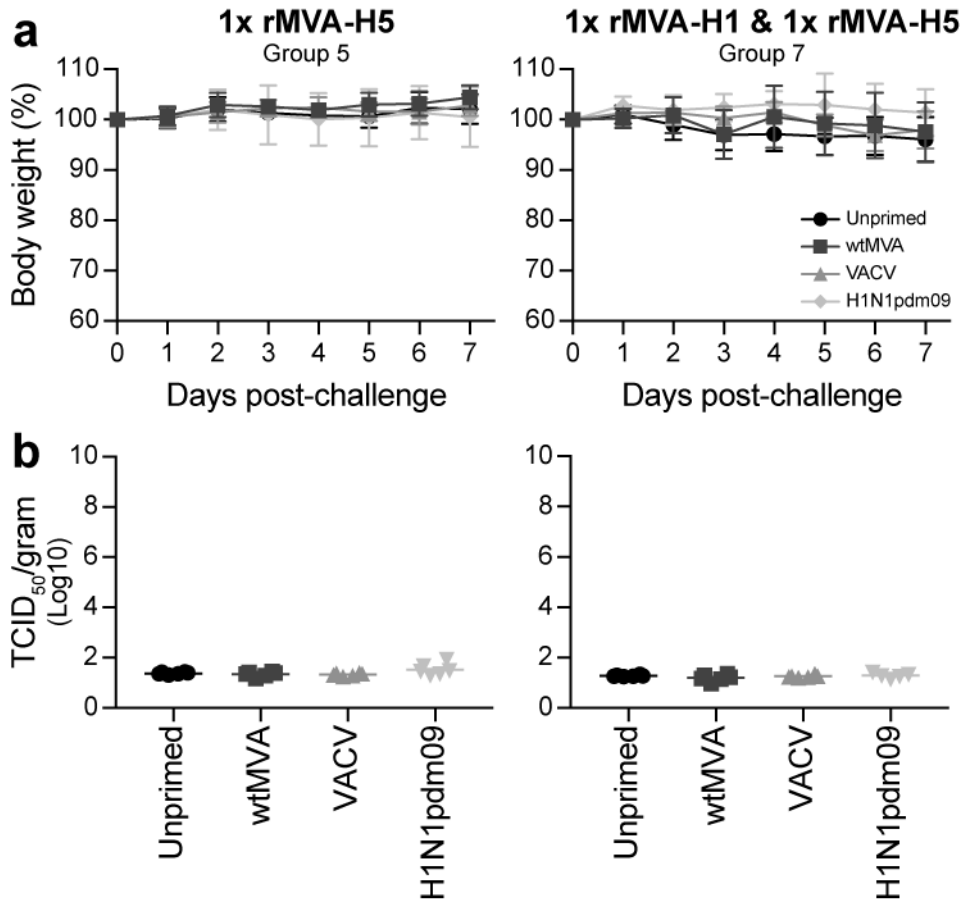 a
1x rMVA-H5
Group 5
1x rMVA-H1 & 1x rMVA-H5
Group 7
Body weight (%)
110
100
90
80
70
60
0 1 2 3 4 5 6 7
Days post-challenge
110
100
90
80
70
60
Unprimed
wtMVA
VACV
H1N1pdm09
0 1 2 3 4 5 6 7
Days post-challenge
b
TCID50/gram
(Log10)
10
8
6
4
2
0
Unprimed
wtMVA
VACV
H1N1pdm09
10
8
6
4
2
0
Unprimed
wtMVA
VACV
H1N1pdm09